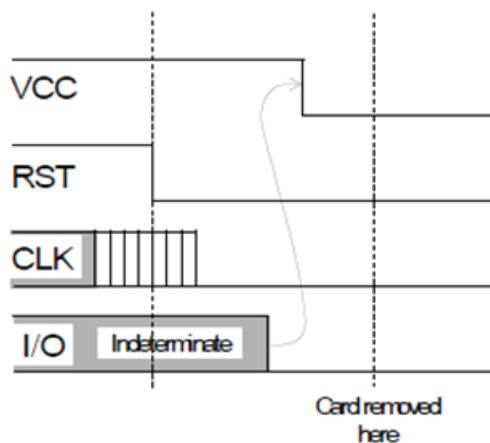 VCC
RST
CLK
I/O
Indeterminate
Card removed
here